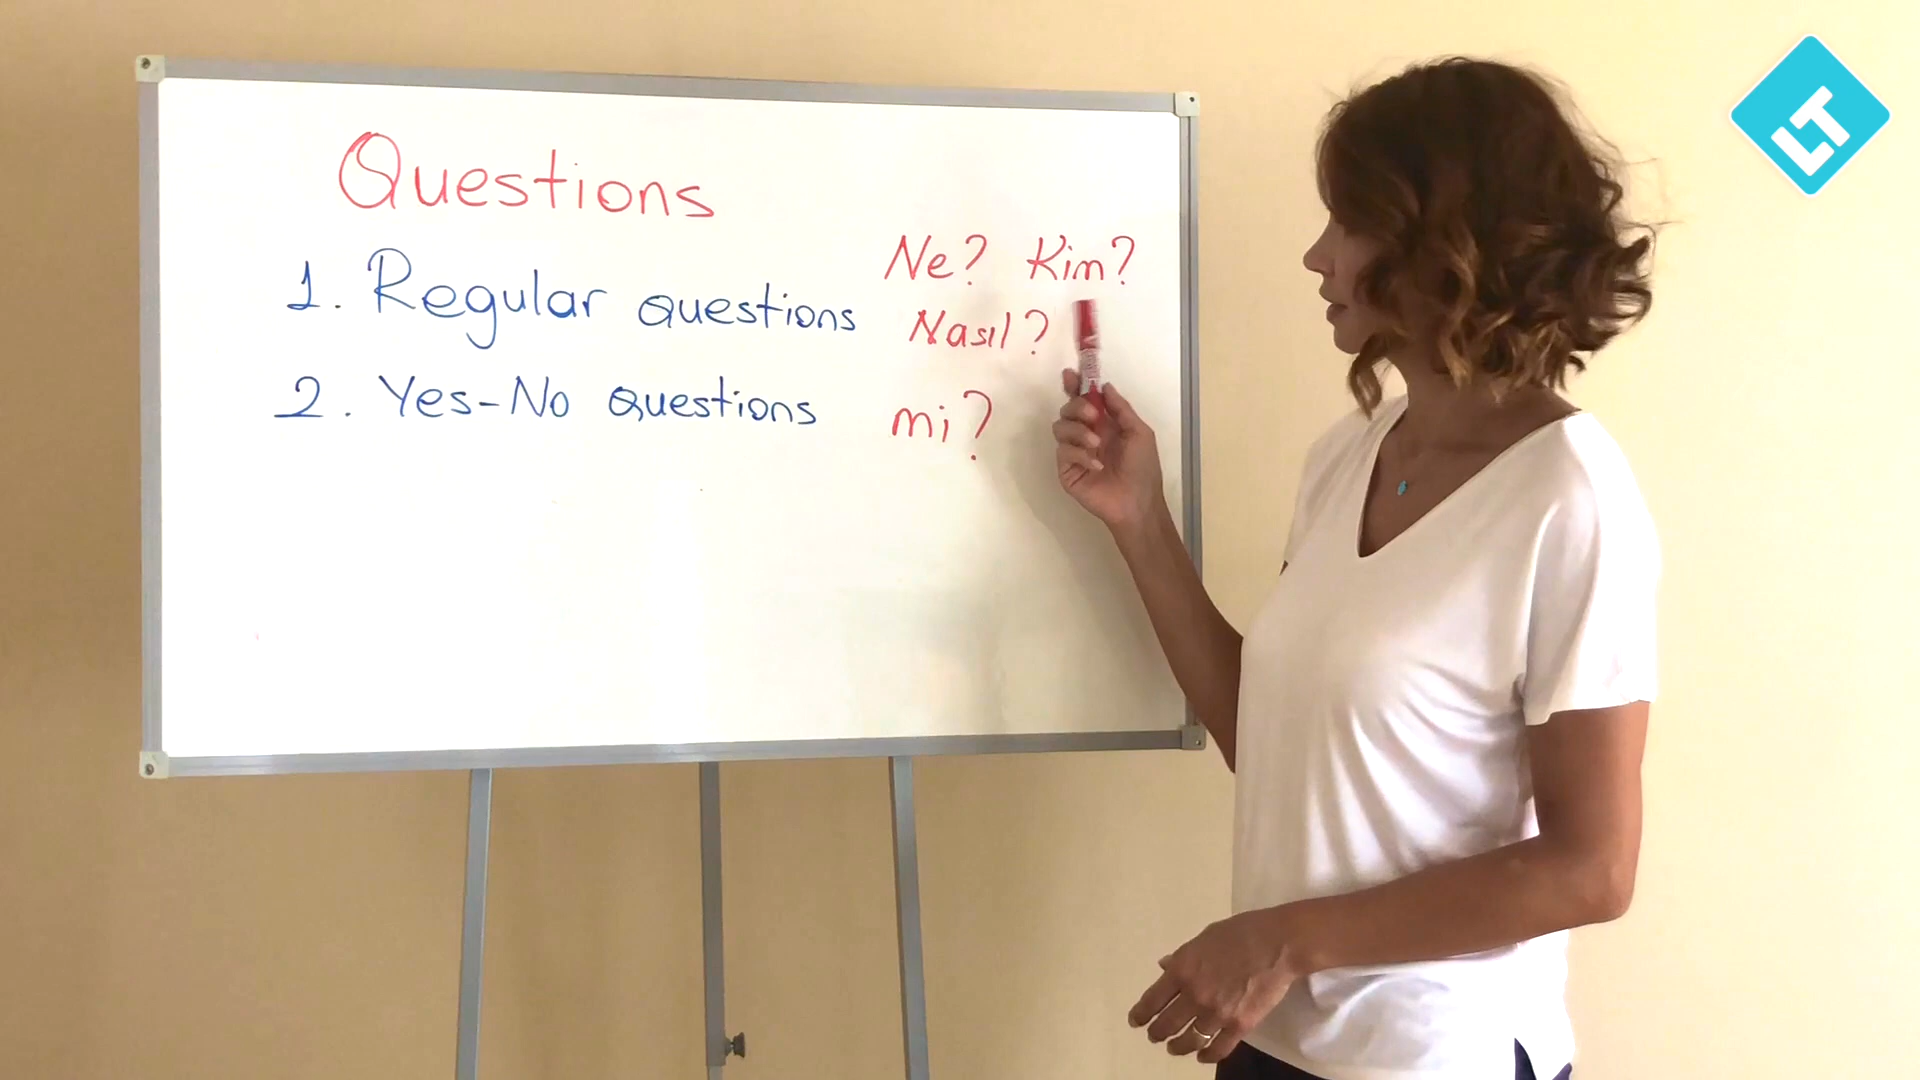 Questions
1. Regular questions
Ne? Kim?
Nasıl?
2. Yes-No questions
mi?
LT